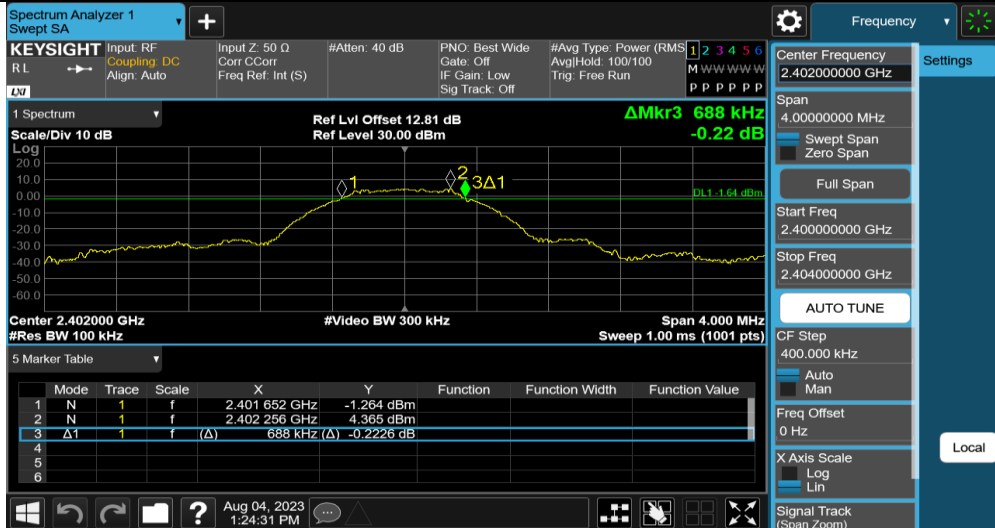 Spectrum Analyzer 1
Swept SA
+
Frequency
KEYSIGHT
R L
LXI
Input: RF
Coupling: DC
Align: Auto
Input Z: 50 Ω
Corr CCorr
Freq Ref: Int (S)
#Atten: 40 dB
PNO: Best Wide
Gate: Off
IF Gain: Low
Sig Track: Off
#Avg Type: Power (RMS
Avg|Hold: 100/100
Trig: Free Run
1 2 3 4 5 6
M W W W W W
P P P P P P
1 Spectrum
Scale/Div 10 dB
Log
Ref Lvl Offset 12.81 dB
Ref Level 30.00 dBm
ΔMkr3 688 kHz
-0.22 dB
20.0
10.0
0.00
-10.0
-20.0
-30.0
-40.0
-50.0
-60.0
1
2
3Δ1
DL1 -1.64 dBm
Center 2.402000 GHz
#Res BW 100 kHz
#Video BW 300 kHz
Span 4.000 MHz
Sweep 1.00 ms (1001 pts)
5 Marker Table
Mode Trace Scale X Y Function Function Width Function Value
1 N 1 f 2.401 652 GHz -1.264 dBm
2 N 1 f 2.402 256 GHz 4.365 dBm
3 Δ1 1 f (Δ) 688 kHz (Δ) -0.2226 dB
4
5
6
?
Aug 04, 2023
1:24:31 PM
Center Frequency
2.402000000 GHz
Span
4.00000000 MHz
Swept Span
Zero Span
Full Span
Start Freq
2.400000000 GHz
Stop Freq
2.404000000 GHz
AUTO TUNE
CF Step
400.000 kHz
Auto
Man
Freq Offset
0 Hz
X Axis Scale
Log
Lin
Signal Track
(Span Zoom)
Settings
Local